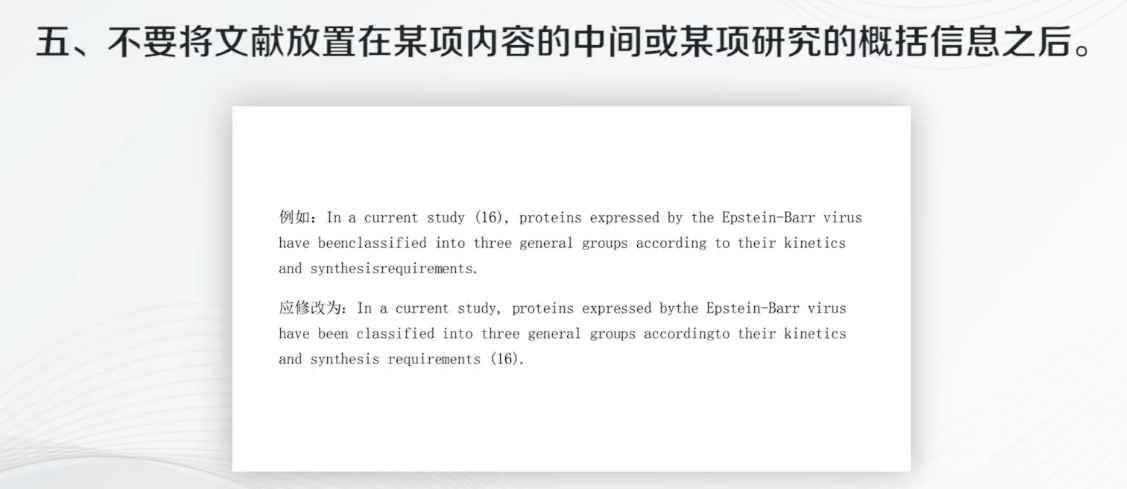 五、不要将文献放置在某项内容的中间或某项研究的概括信息之后。
例如：In a current study (16), proteins expressed by the Epstein-Barr virus
have beenclassified into three general groups according to their kinetics
and synthesisrequirements.
应修改为：In a current study, proteins expressed bythe Epstein-Barr virus
have been classified into three general groups accordingto their kinetics
and synthesis requirements (16).